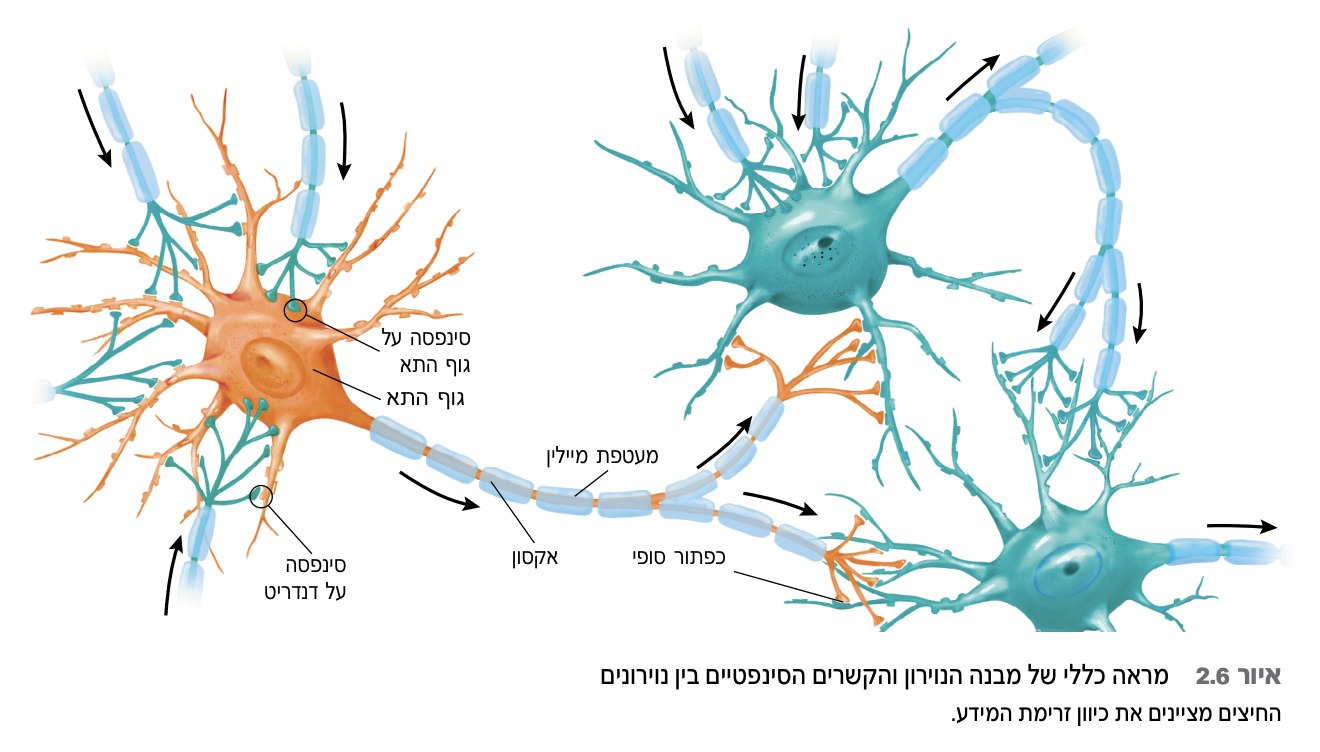 סינפסה על
גוף התא
גוף התא
מעטפת מיילין
אקסון
כפתור סופי
סינפסה
על דנדריט
איור 2.6 מראה כללי של מבנה הנוירון והקשרים הסינפטיים בין נוירונים
החיצים מציינים את כיוון זרימת המידע.